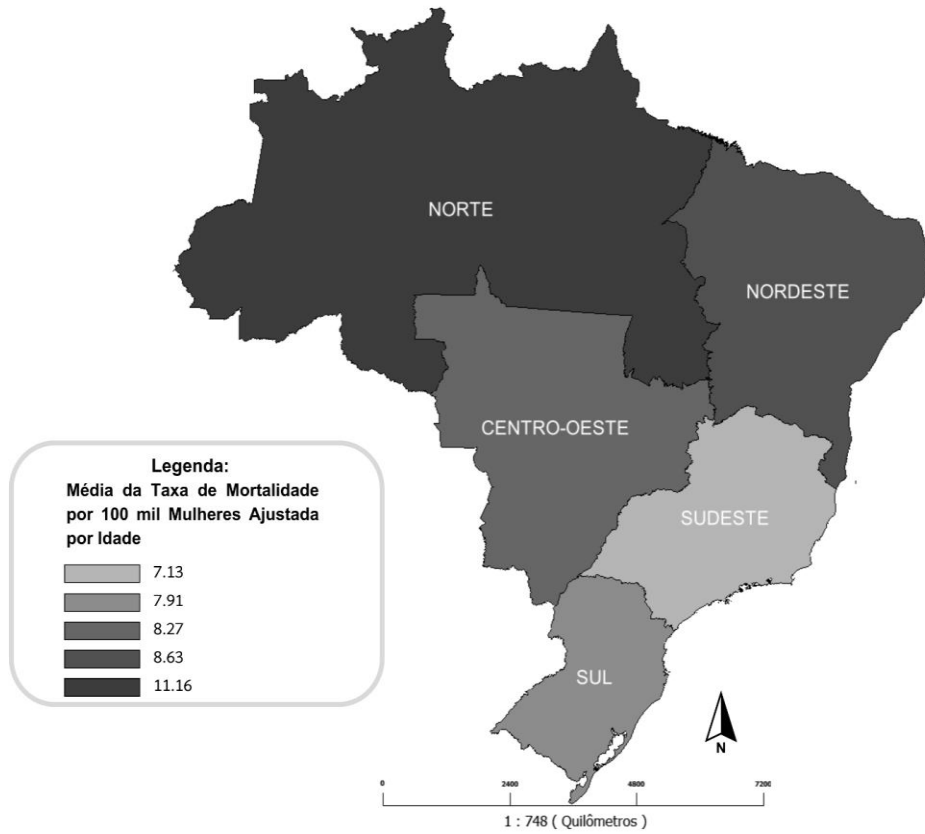 NORTE
NORDESTE
CENTRO-OESTE
SUDESTE
SUL
Legenda:
Média da Taxa de Mortalidade
por 100 mil Mulheres Ajustada
por Idade
7.13
7.91
8.27
8.63
11.16
N
0 2400 4800 7200
1 : 748 ( Quilômetros )